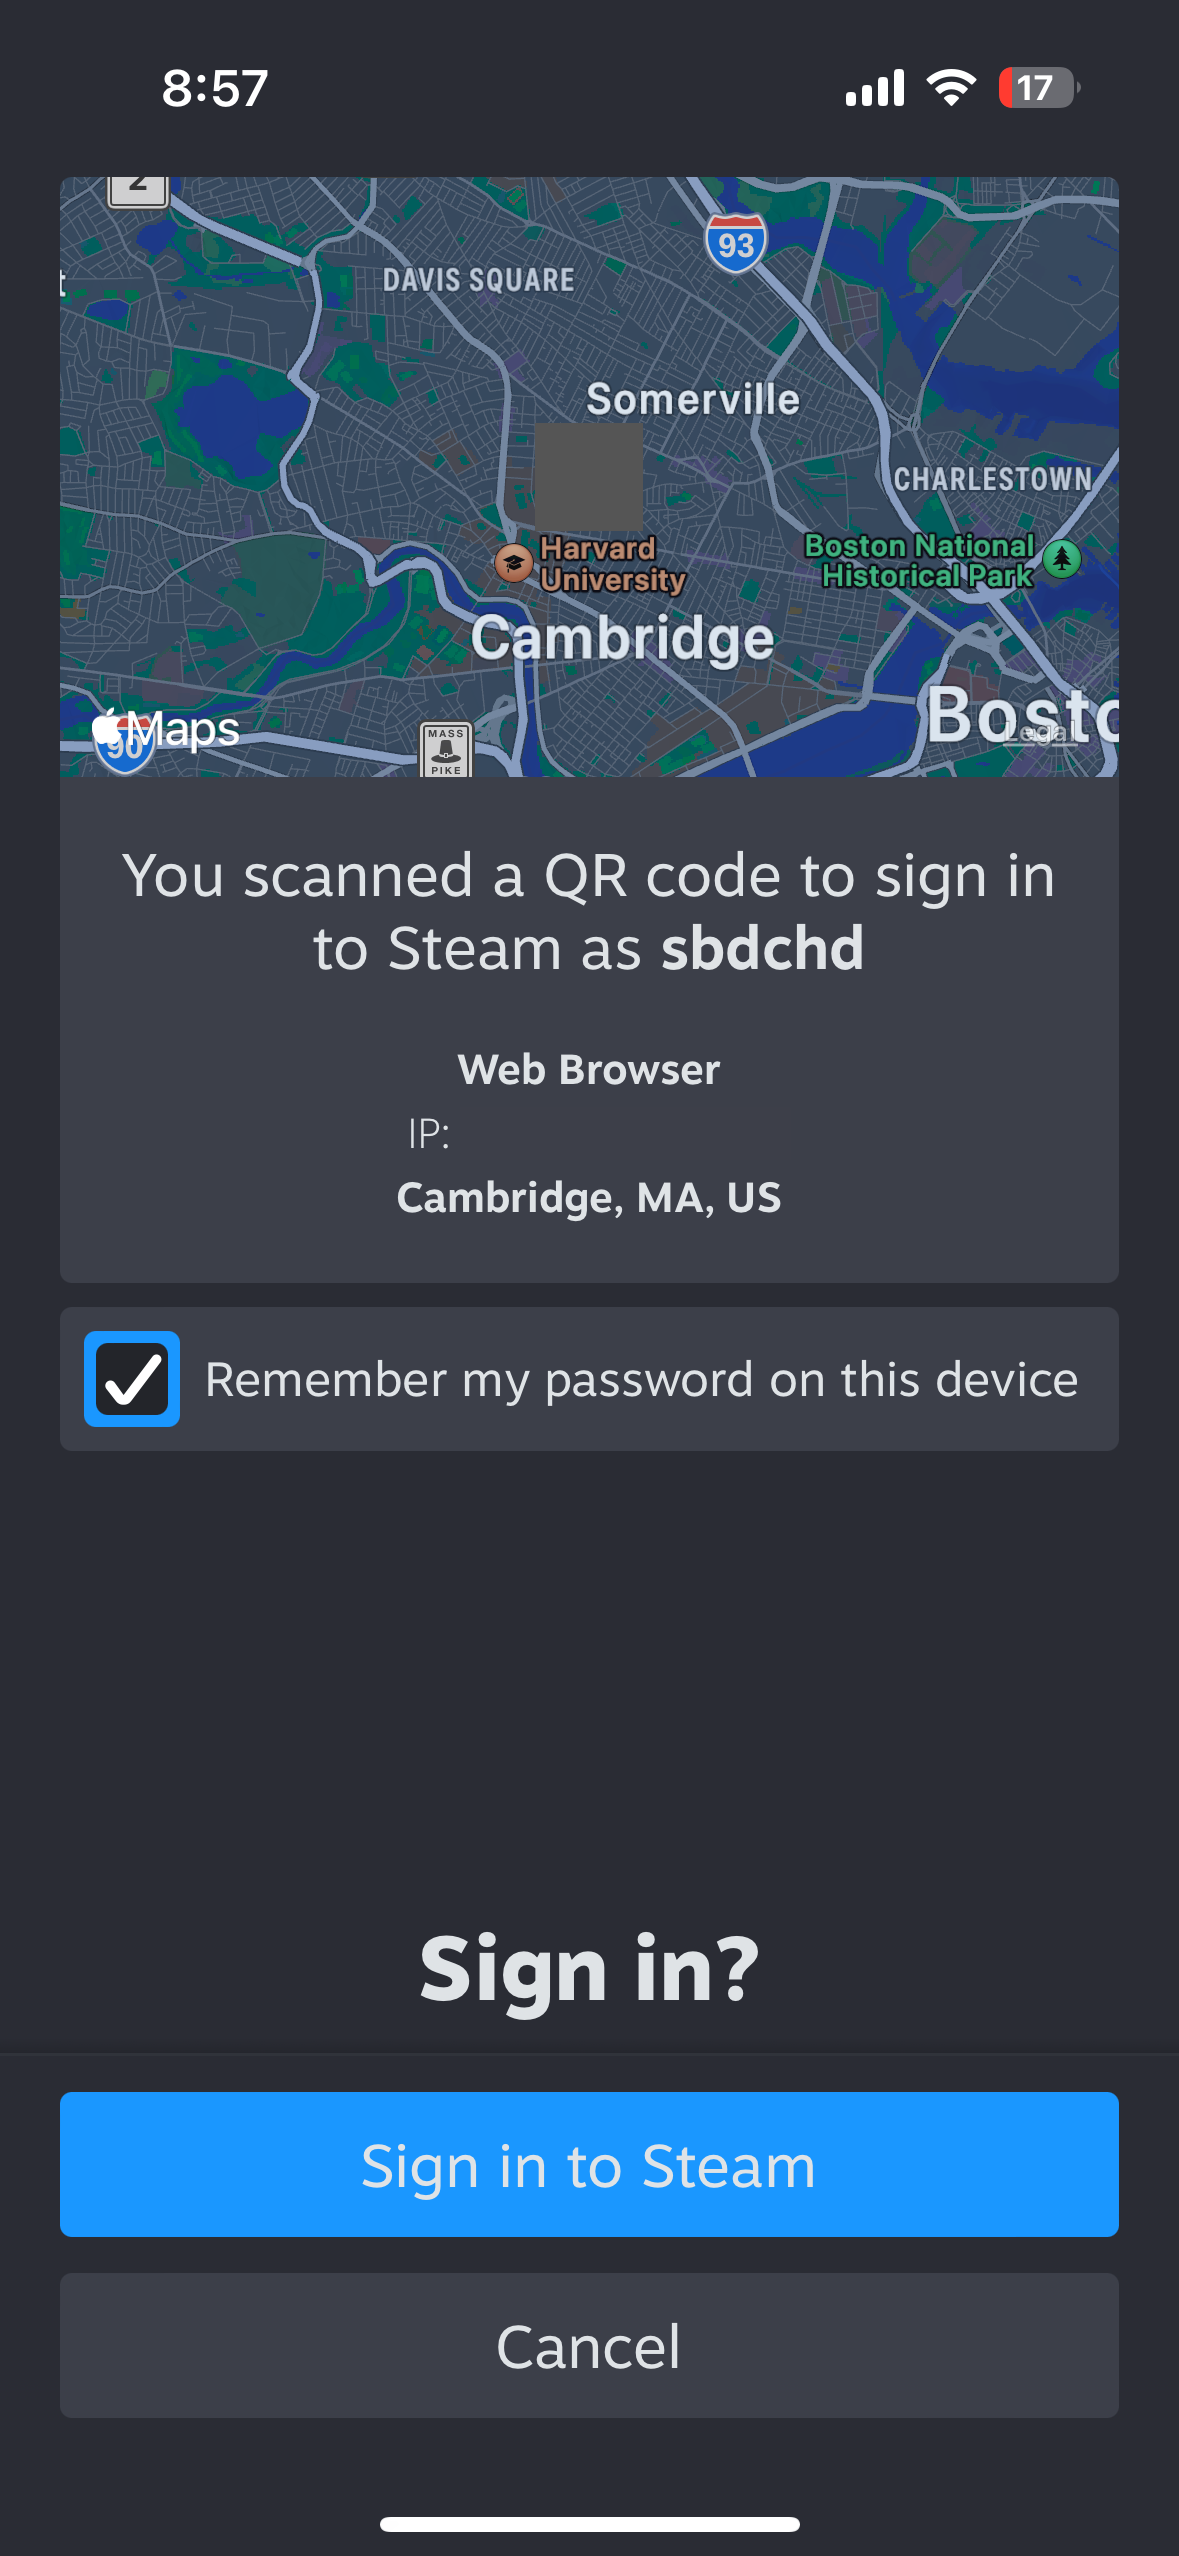 8:57
17
2
t
93
DAVIS SQUARE
Somerville
CHARLESTOWN
Harvard
University
Boston National
Historical Park
Cambridge
Bosto
Legal
Maps
90
MASS
PIKE
You scanned a QR code to sign in
to Steam as sbdchd
Web Browser
IP:
Cambridge, MA, US
Remember my password on this device
Sign in?
Sign in to Steam
Cancel